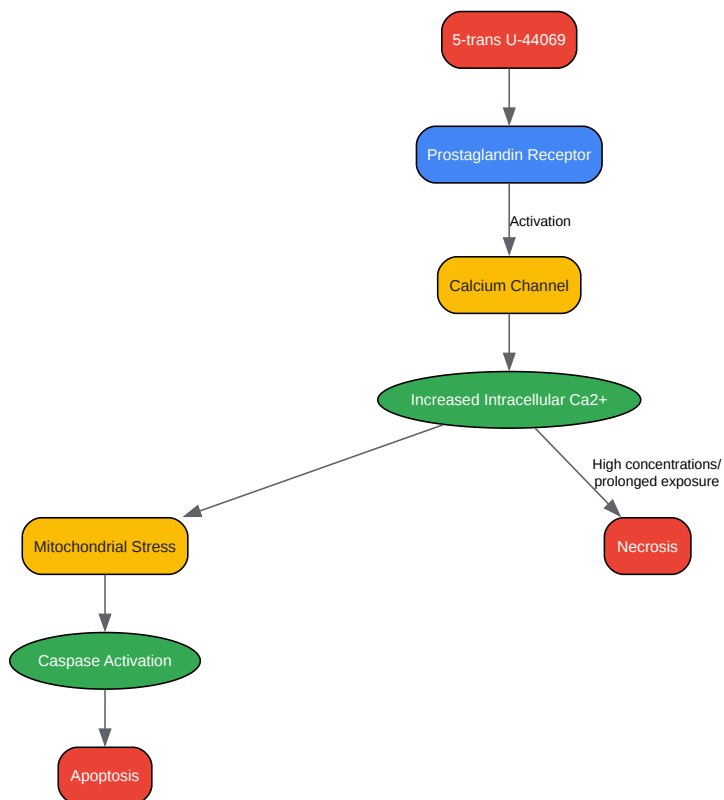 5-trans U-44069
Prostaglandin Receptor
Activation
Calcium Channel
Increased Intracellular Ca2+
High concentrations/
prolonged exposure
Mitochondrial Stress
Necrosis
Caspase Activation
Apoptosis